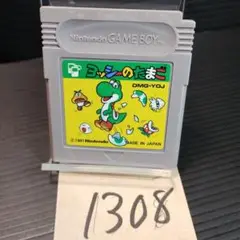 Nintendo GAME BOY
ヨッシーのたまご
DMG-YOJ
© 1991 Nintendo
MADE IN JAPAN
1308